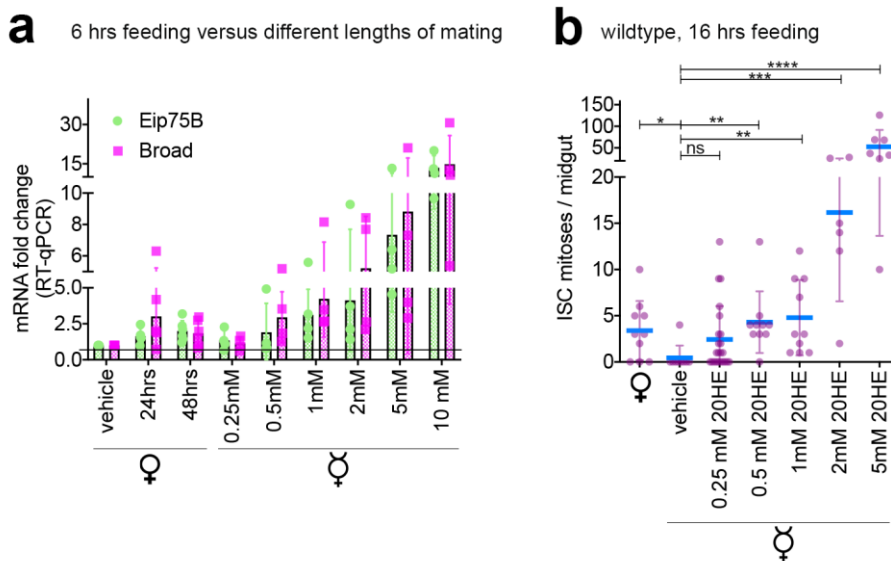 a 6 hrs feeding versus different lengths of mating
Eip75B
Broad
mRNA fold change
(RT-qPCR)
30
15
10
8
6
5.0
2.5
0.0
vehicle
24hrs
48hrs
0.25mM
0.5mM
1mM
2mM
5mM
10 mM
♀
☿
b wildtype, 16 hrs feeding
****
***
* **
**
ns
ISC mitoses / midgut
150
100
50
20
15
10
5
0
♀
vehicle
0.25 mM 20HE
0.5 mM 20HE
1mM 20HE
2mM 20HE
5mM 20HE
☿